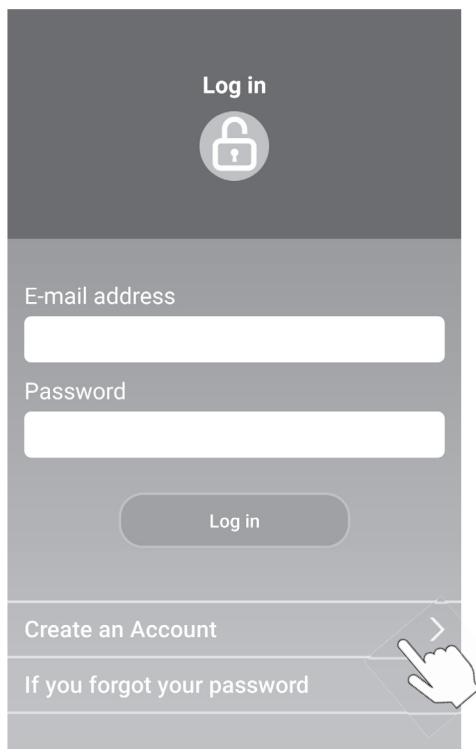 Log in
E-mail address
Password
Log in
Create an Account
If you forgot your password